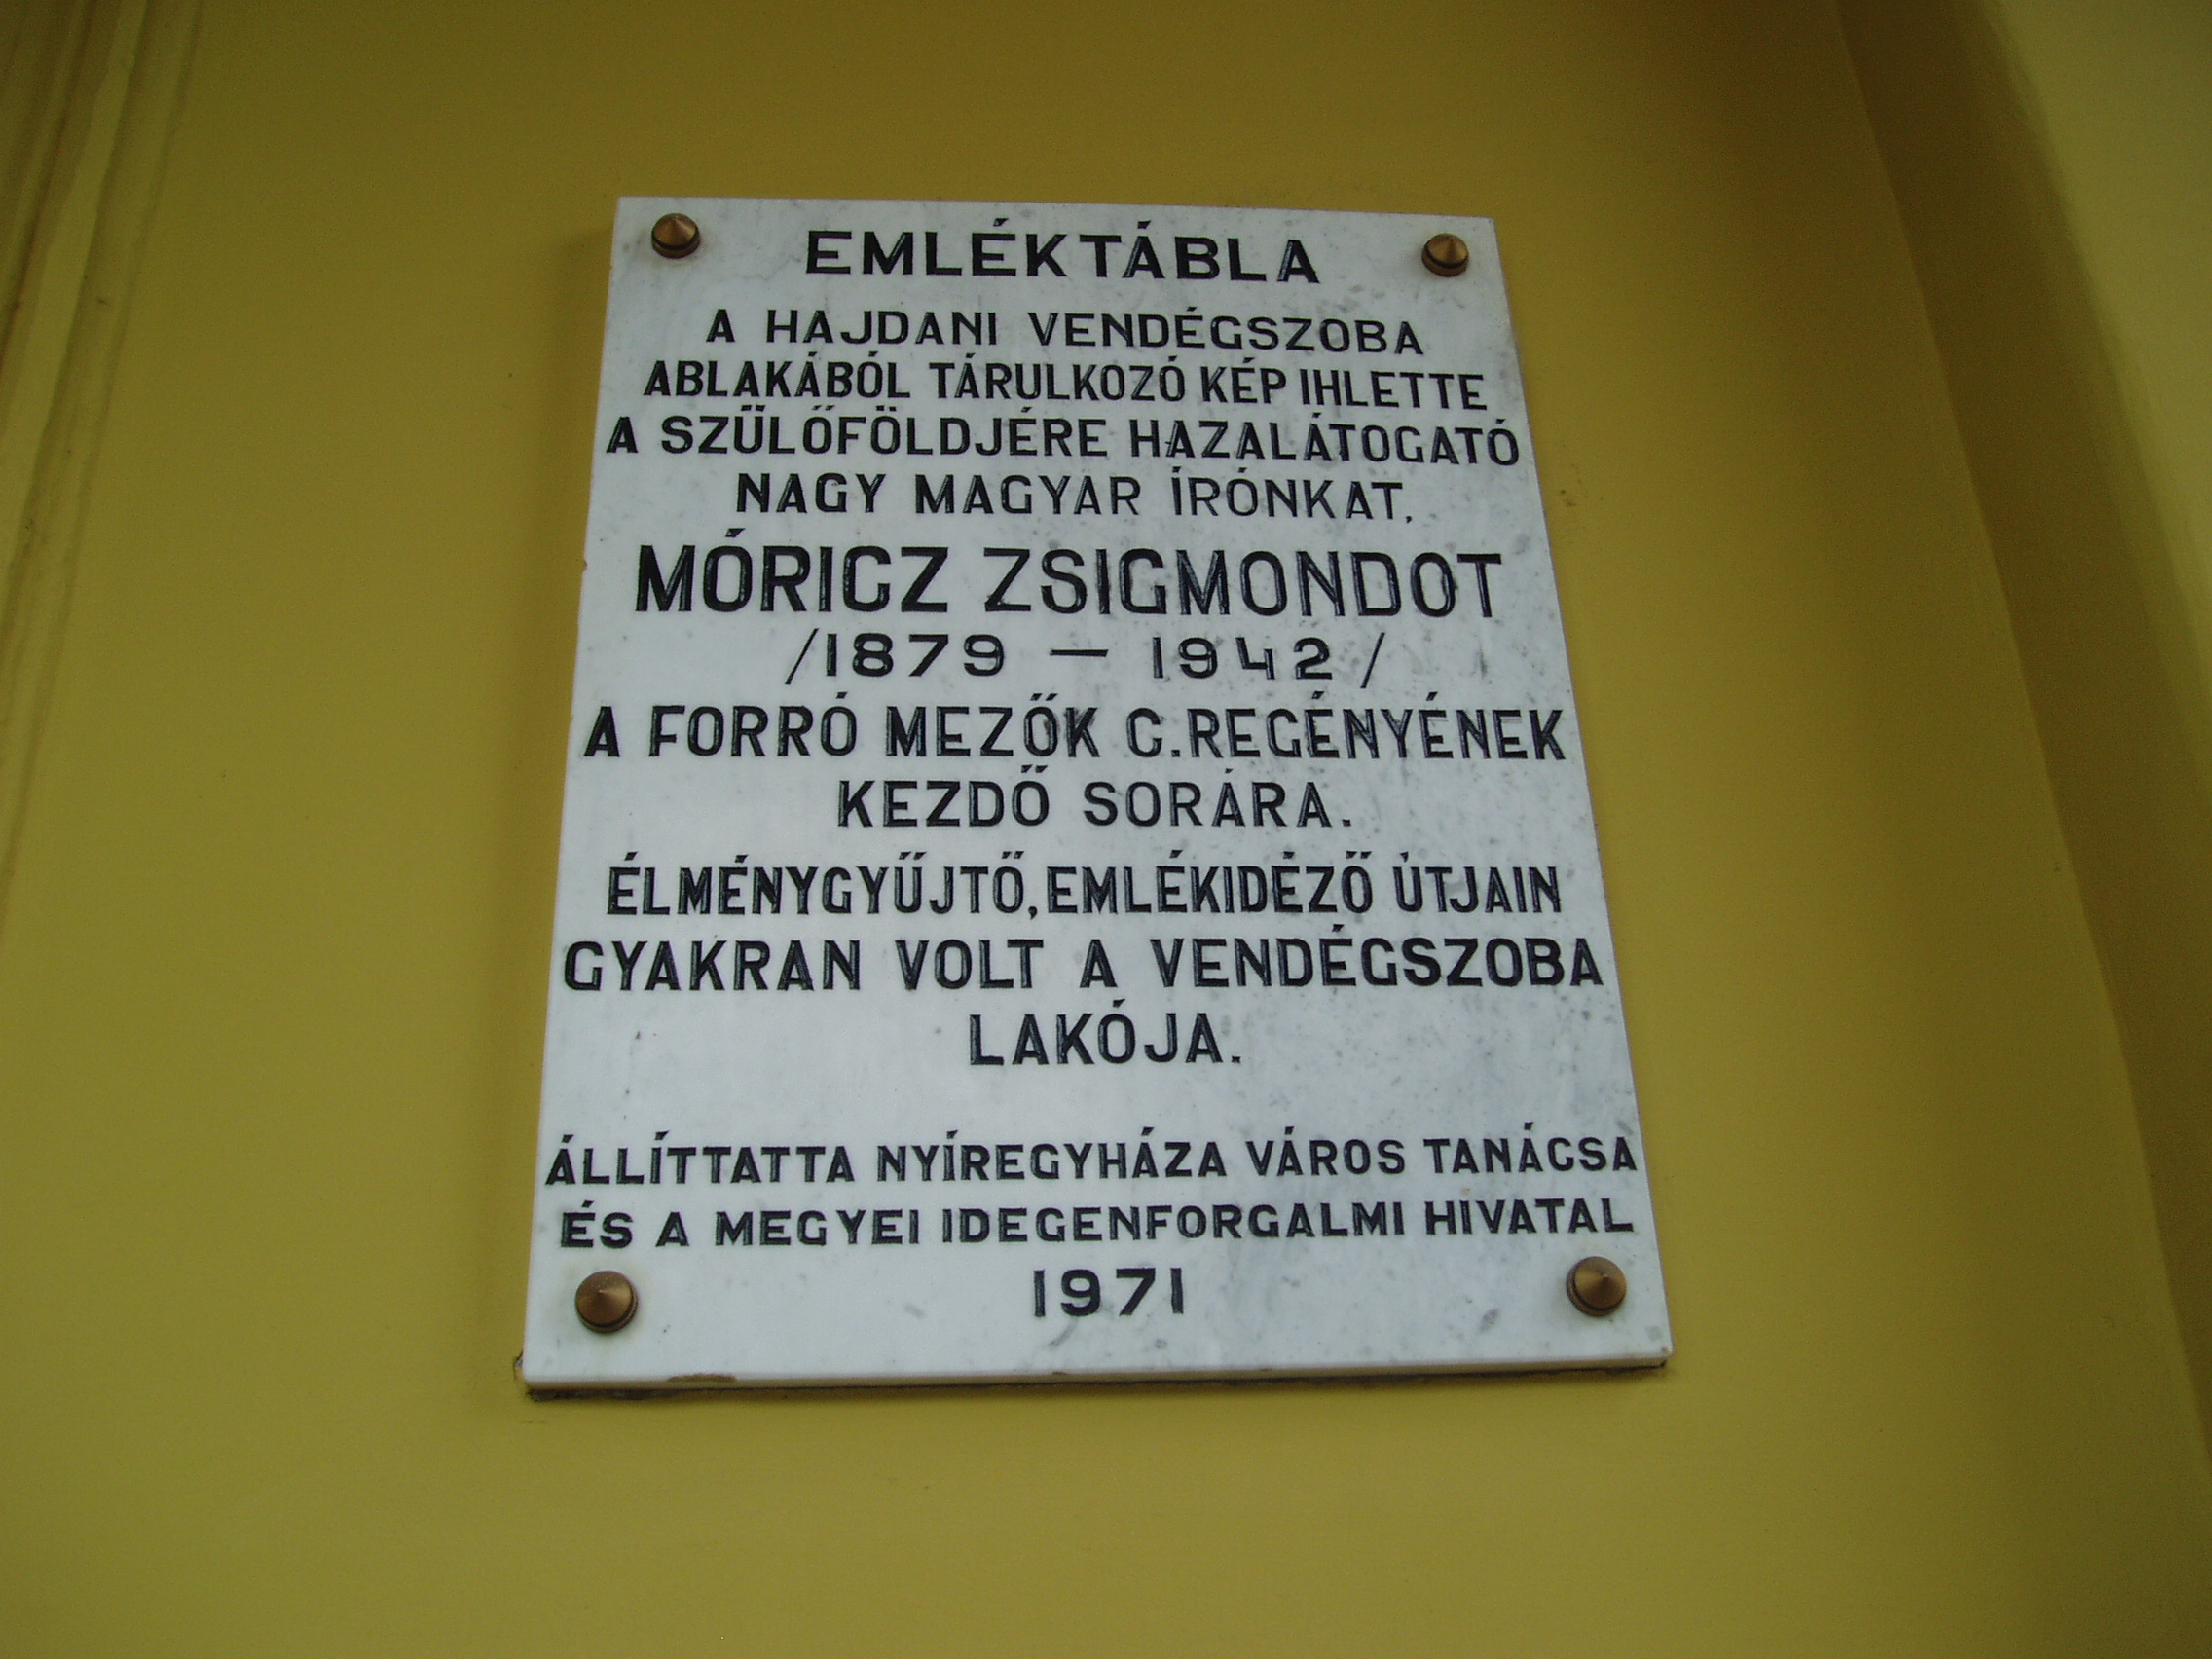 EMLÉKTÁBLA
A HAJDANI VENDÉGSZOBA
ABLAKÁBÓL TÁRULKOZÓ KÉP IHLETTE
A SZÜLŐFÖLDJÉRE HAZALÁTOGATÓ
NAGY MAGYAR ÍRÓNKAT,
MÓRICZ ZSIGMONDOT
/1879 — 1942/
A FORRÓ MEZŐK C.REGÉNYÉNEK
KEZDŐ SORÁRA.
ÉLMÉNYGYŰJTŐ, EMLÉKIDÉZŐ ÚTJAIN
GYAKRAN VOLT A VENDÉGSZOBA
LAKÓJA.
ÁLLÍTTATTA NYÍREGYHÁZA VÁROS TANÁCSA
ÉS A MEGYEI IDEGENFORGALMI HIVATAL
1971